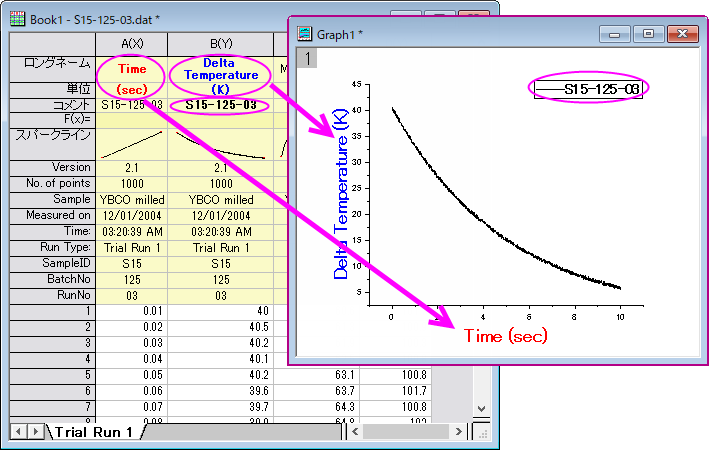 Book1 - S15-125-03.dat *
A(X) B(Y)
ロングネーム Time Delta Temperature M
単位 (sec) (K)
コメント S15-125-03 S15-125-03
F(x)=
スパークライン
Version 2.1 2.1
No. of points 1000 1000
Sample YBCO milled YBCO milled
Measured on 12/01/2004 12/01/2004
Time: 03:20:39 AM 03:20:39 AM
Run Type: Trial Run 1 Trial Run 1
SampleID S15 S15
BatchNo 125 125
RunNo 03 03
1 0.01 40
2 0.02 40.5
3 0.03 40.2
4 0.04 40.1
5 0.05 40.2 63.1 100.8
6 0.06 39.6 63.7 101.7
7 0.07 39.7 64.3 100.8
Trial Run 1
Graph1 *
1
S15-125-03
Delta Temperature (K)
45
40
35
30
25
20
15
10
5
0 2 4 6 8 10
Time (sec)